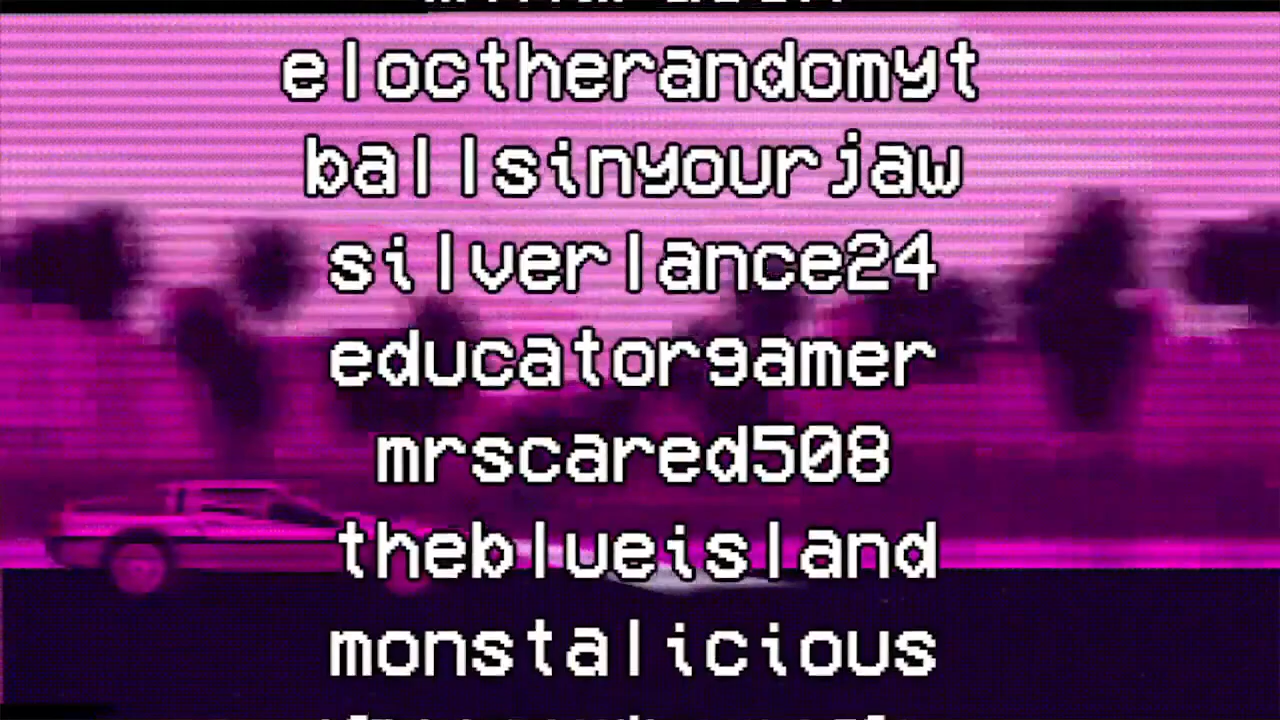 eloctherandomyt
ballsinyourjaw
silverlance24
educatorgamer
mrscared508
theblueisland
monstalicious